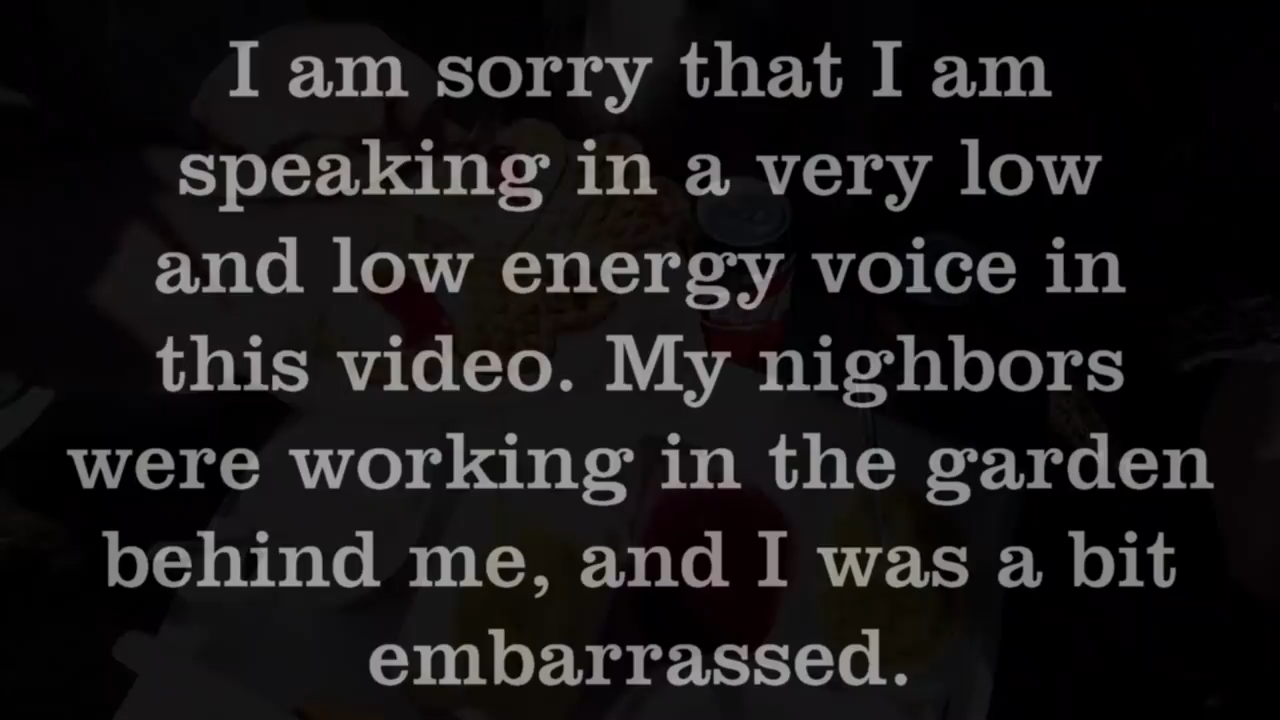 I am sorry that I am
speaking in a very low
and low energy voice in
this video. My nighbors
were working in the garden
behind me, and I was a bit
embarrassed.